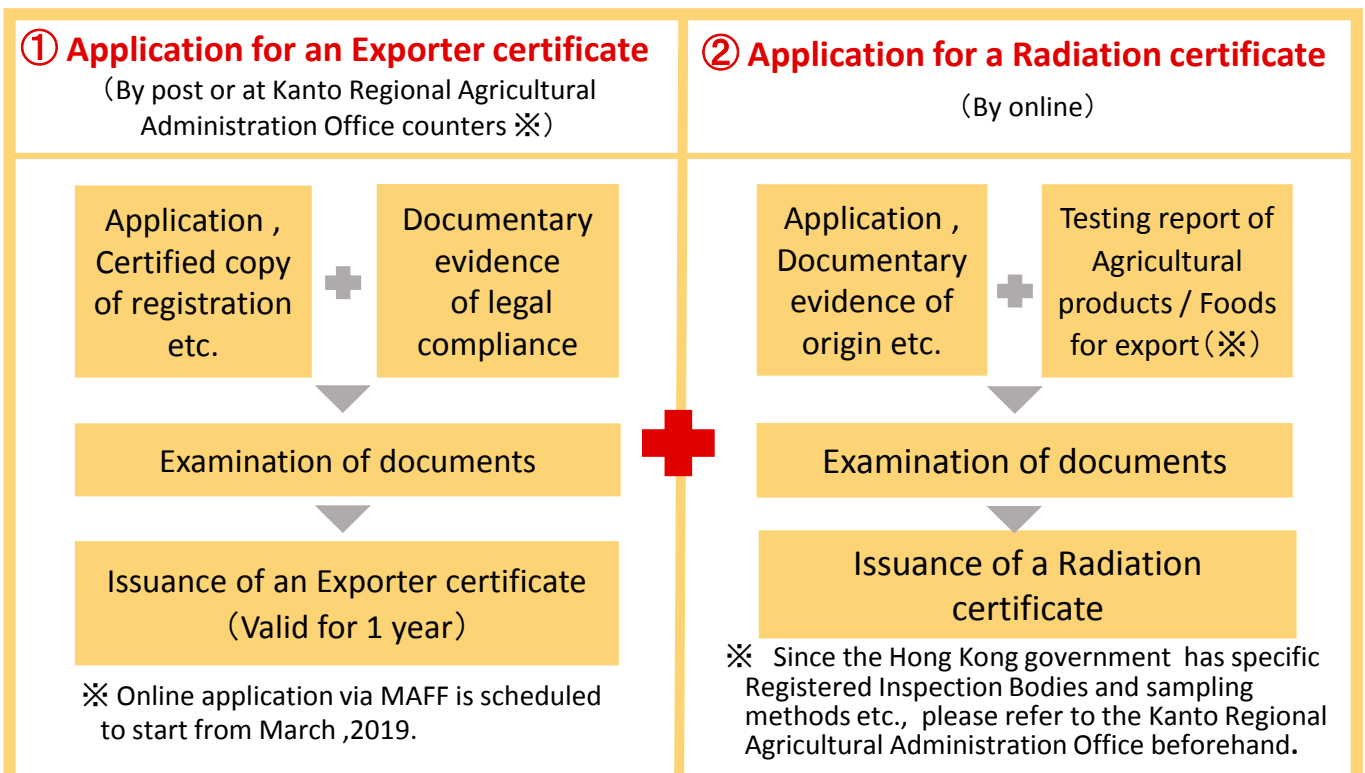 ① Application for an Exporter certificate
（By post or at Kanto Regional Agricultural
Administration Office counters ※）
Application ,
Certified copy
of registration
etc.
Documentary
evidence
of legal
compliance
Examination of documents
Issuance of an Exporter certificate
（Valid for 1 year）
※ Online application via MAFF is scheduled
to start from March ,2019.
② Application for a Radiation certificate
（By online）
Application ,
Documentary
evidence of
origin etc.
Testing report of
Agricultural
products / Foods
for export（※）
Examination of documents
Issuance of a Radiation
certificate
※ Since the Hong Kong government has specific
Registered Inspection Bodies and sampling
methods etc., please refer to the Kanto Regional
Agricultural Administration Office beforehand.